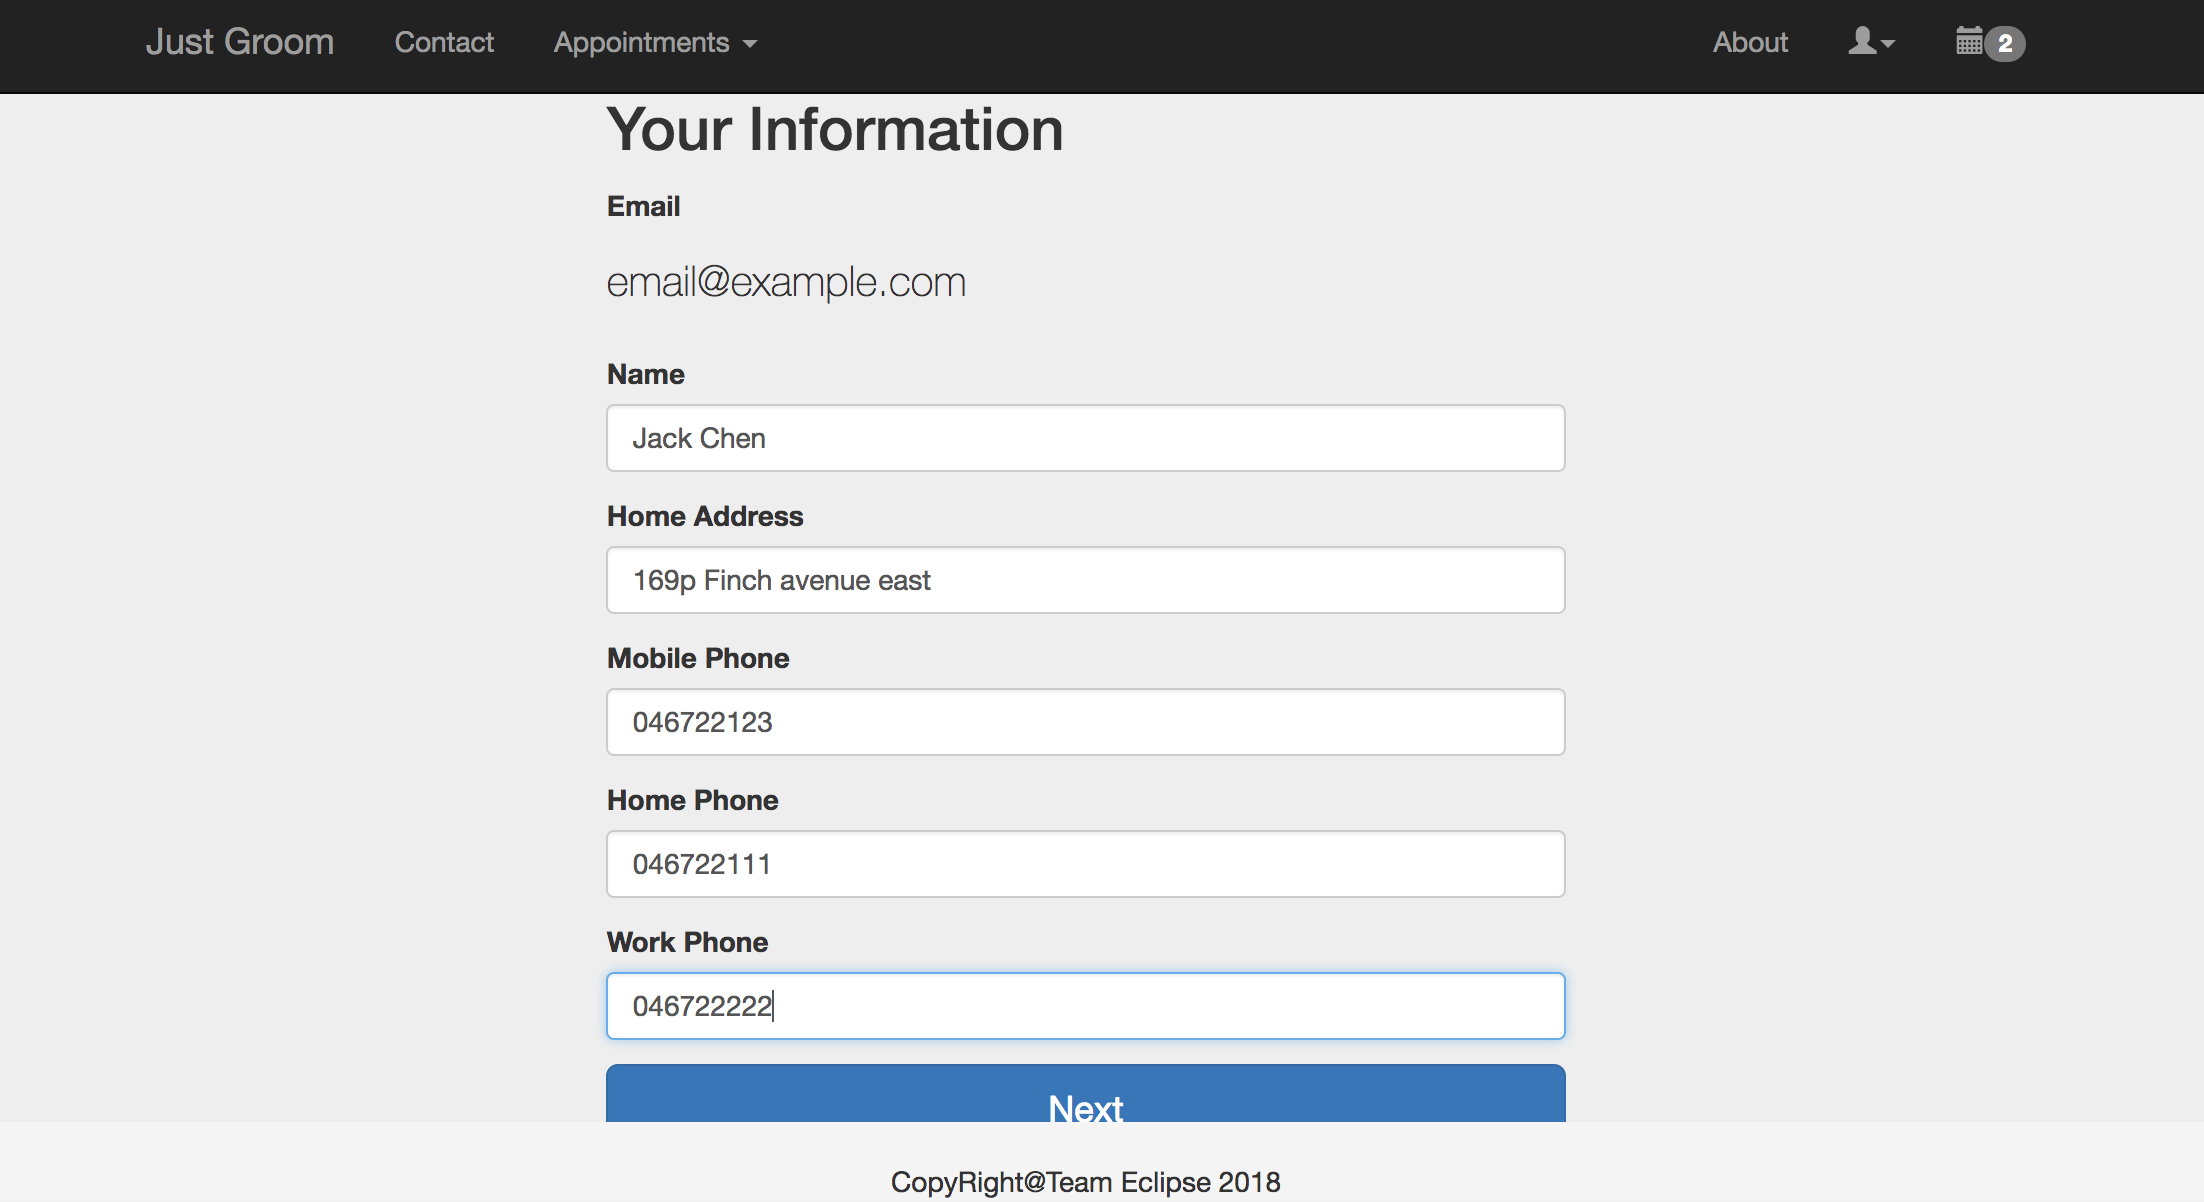 Just Groom Contact Appointments About 2
Your Information
Email
email@example.com
Name
Jack Chen
Home Address
169p Finch avenue east
Mobile Phone
046722123
Home Phone
046722111
Work Phone
046722222
Next
CopyRight@Team Eclipse 2018